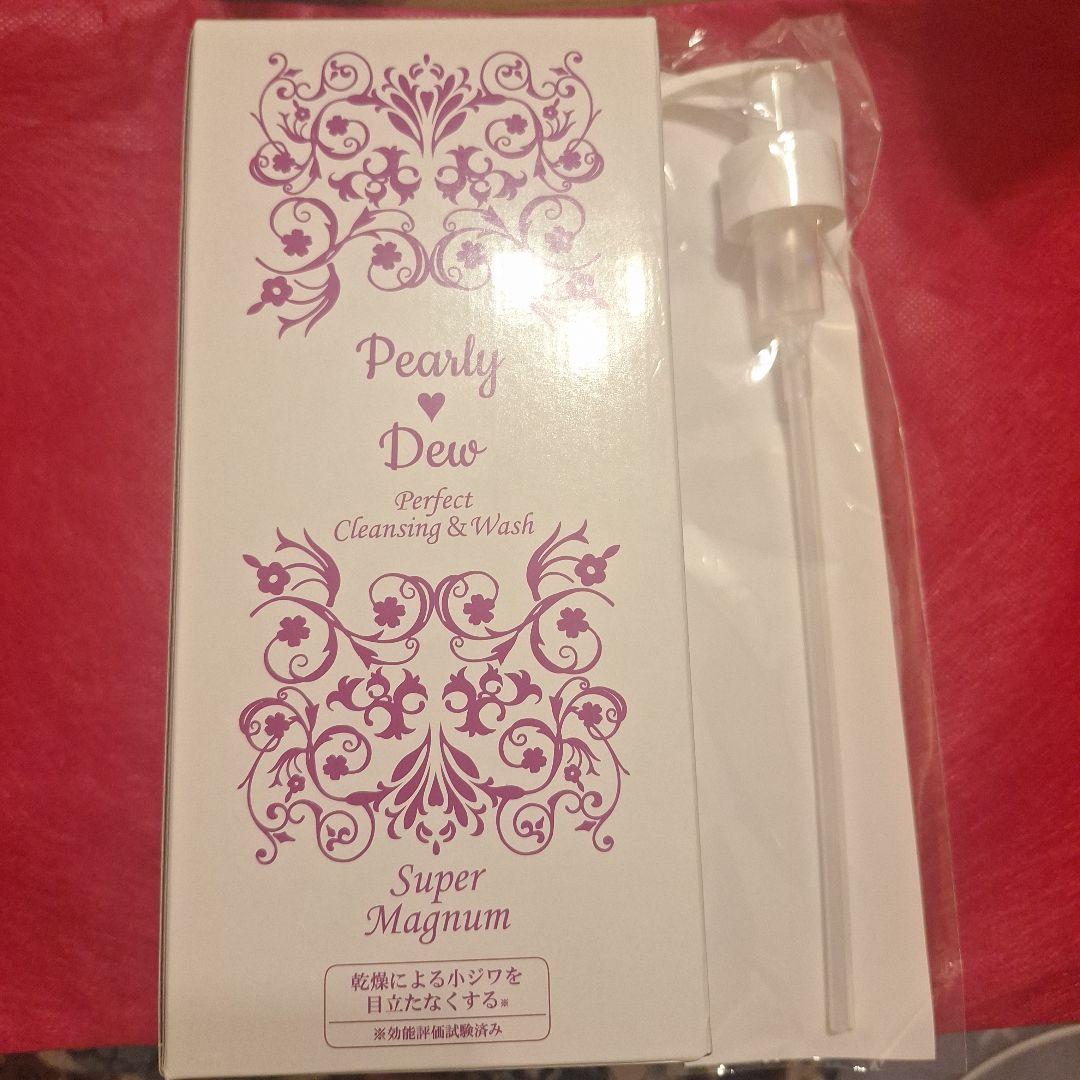 Pearly
♥
Dew
Perfect
Cleansing & Wash
Super
Magnum
乾燥による小ジワを
目立たなくする※
※効能評価試験済み